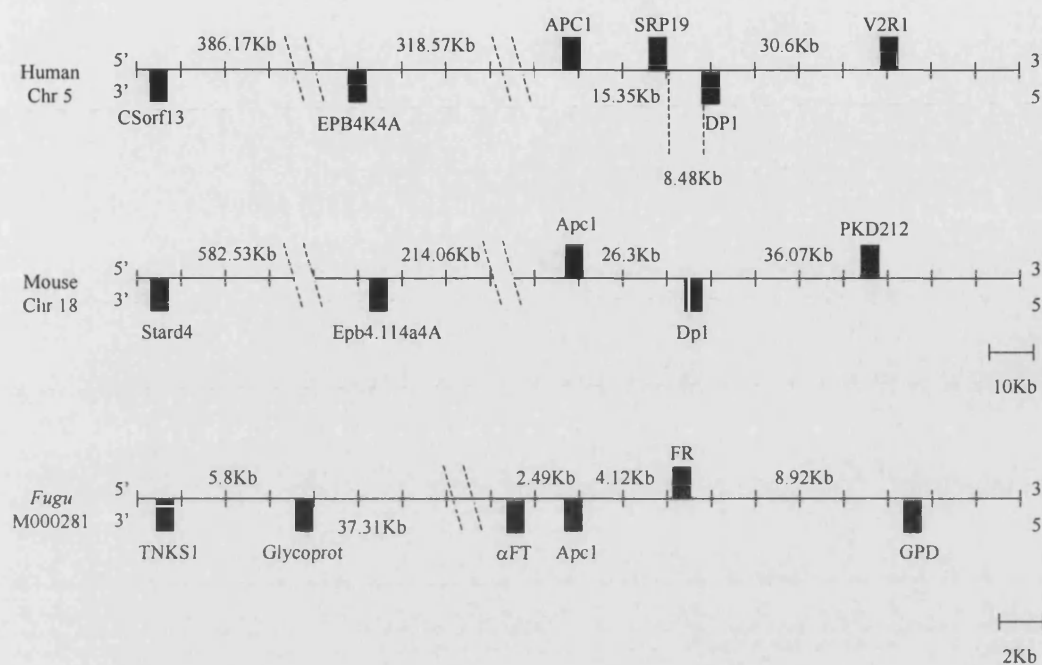 APC1 SRP19 V2R1
386.17Kb 318.57Kb 30.6Kb
5'
Human
Chr 5
3'
3
5
15.35Kb
CSorf13 EPB4K4A DP1
8.48Kb
Apc1 PKD212
582.53Kb 214.06Kb 26.3Kb 36.07Kb
5'
Mouse
Chr 18
3'
3
5
Stard4 Epb4.114a4A Dp1
10Kb
FR
5.8Kb 2.49Kb 4.12Kb 8.92Kb
5'
Fugu
M000281
3'
3
5
37.31Kb
TNKS1 Glycoprot αFT Apc1 GPD
2Kb